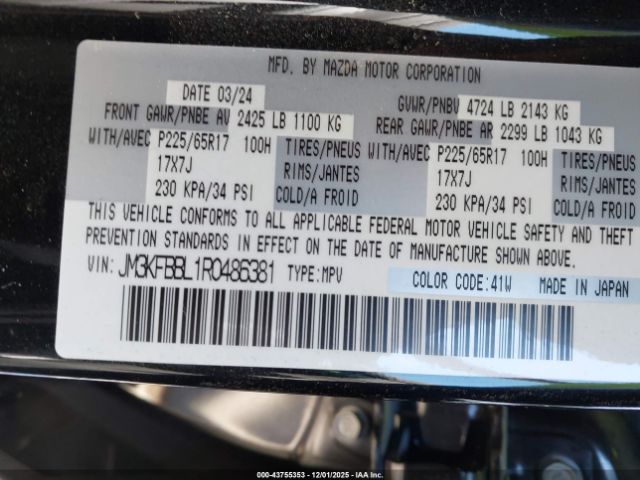 MFD. BY MAZDA MOTOR CORPORATION
DATE 03/24 GVWR/PNBV 4724 LB 2143 KG
FRONT GAWR/PNBE AV 2425 LB 1100 KG REAR GAWR/PNBE AR 2299 LB 1043 KG
WITH/AVEC P225/65R17 100H TIRES/PNEUS WITH/AVEC P225/65R17 100H TIRES/PNEUS
17X7J RIMS/JANTES 17X7J RIMS/JANTES
230 KPA/34 PSI COLD/A FROID 230 KPA/34 PSI COLD/A FROID
THIS VEHICLE CONFORMS TO ALL APPLICABLE FEDERAL MOTOR VEHICLE SAFETY AND THEFT
PREVENTION STANDARDS IN EFFECT ON THE DATE OF MANUFACTURE SHOWN ABOVE.
VIN: JM3KFBBL1R0486381 TYPE:MPV COLOR CODE:41W MADE IN JAPAN
000-43755353 • 12/01/2025 • IAAI.COM